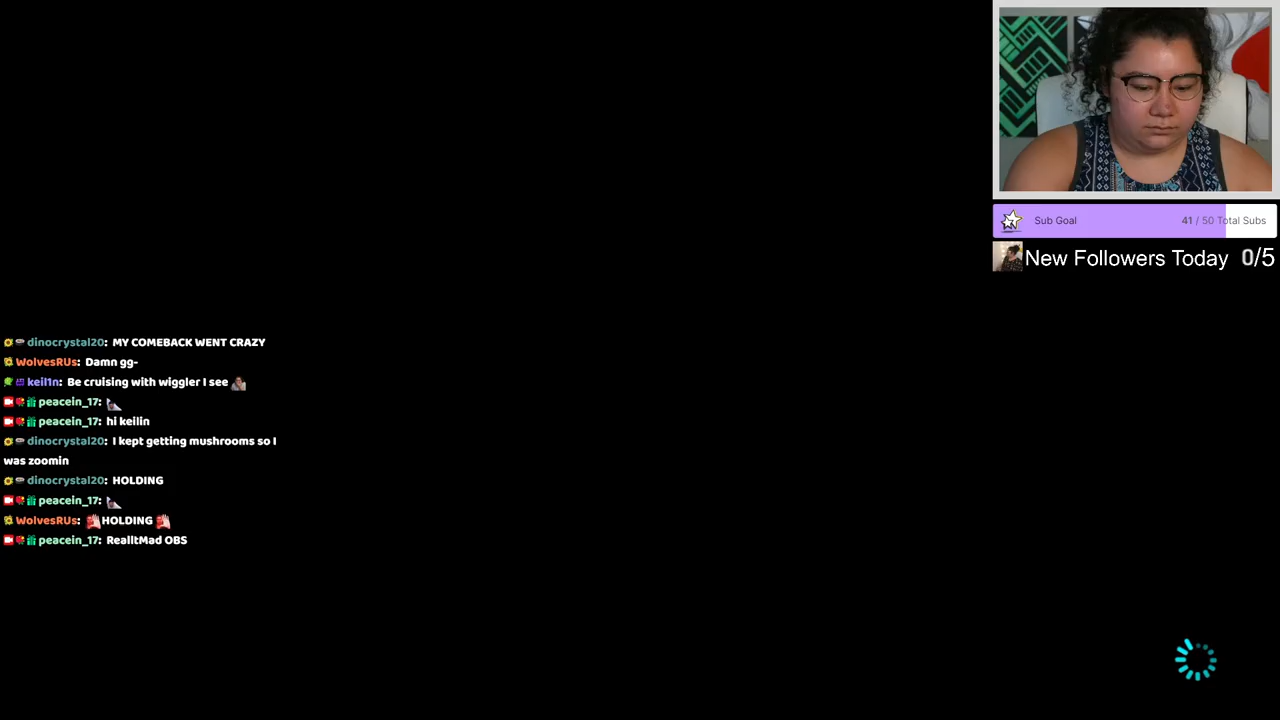 Sub Goal 41 / 50 Total Subs
New Followers Today 0/5
dinocrystal20: MY COMEBACK WENT CRAZY
WolvesRUs: Damn gg-
keil1n: Be cruising with wiggler I see
peacein_17:
peacein_17: hi keilin
dinocrystal20: I kept getting mushrooms so I
was zoomin
dinocrystal20: HOLDING
peacein_17:
WolvesRUs: HOLDING
peacein_17: RealltMad OBS